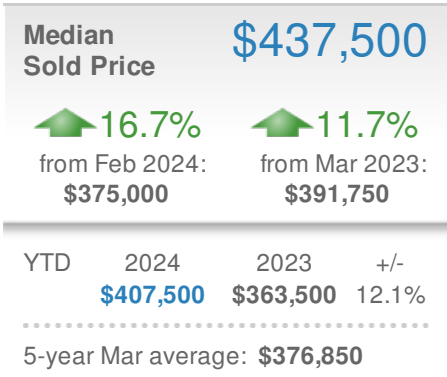 Median
Sold Price
$437,500
16.7% 11.7%
from Feb 2024: from Mar 2023:
$375,000 $391,750
YTD 2024 2023 +/-
$407,500 $363,500 12.1%
5-year Mar average: $376,850